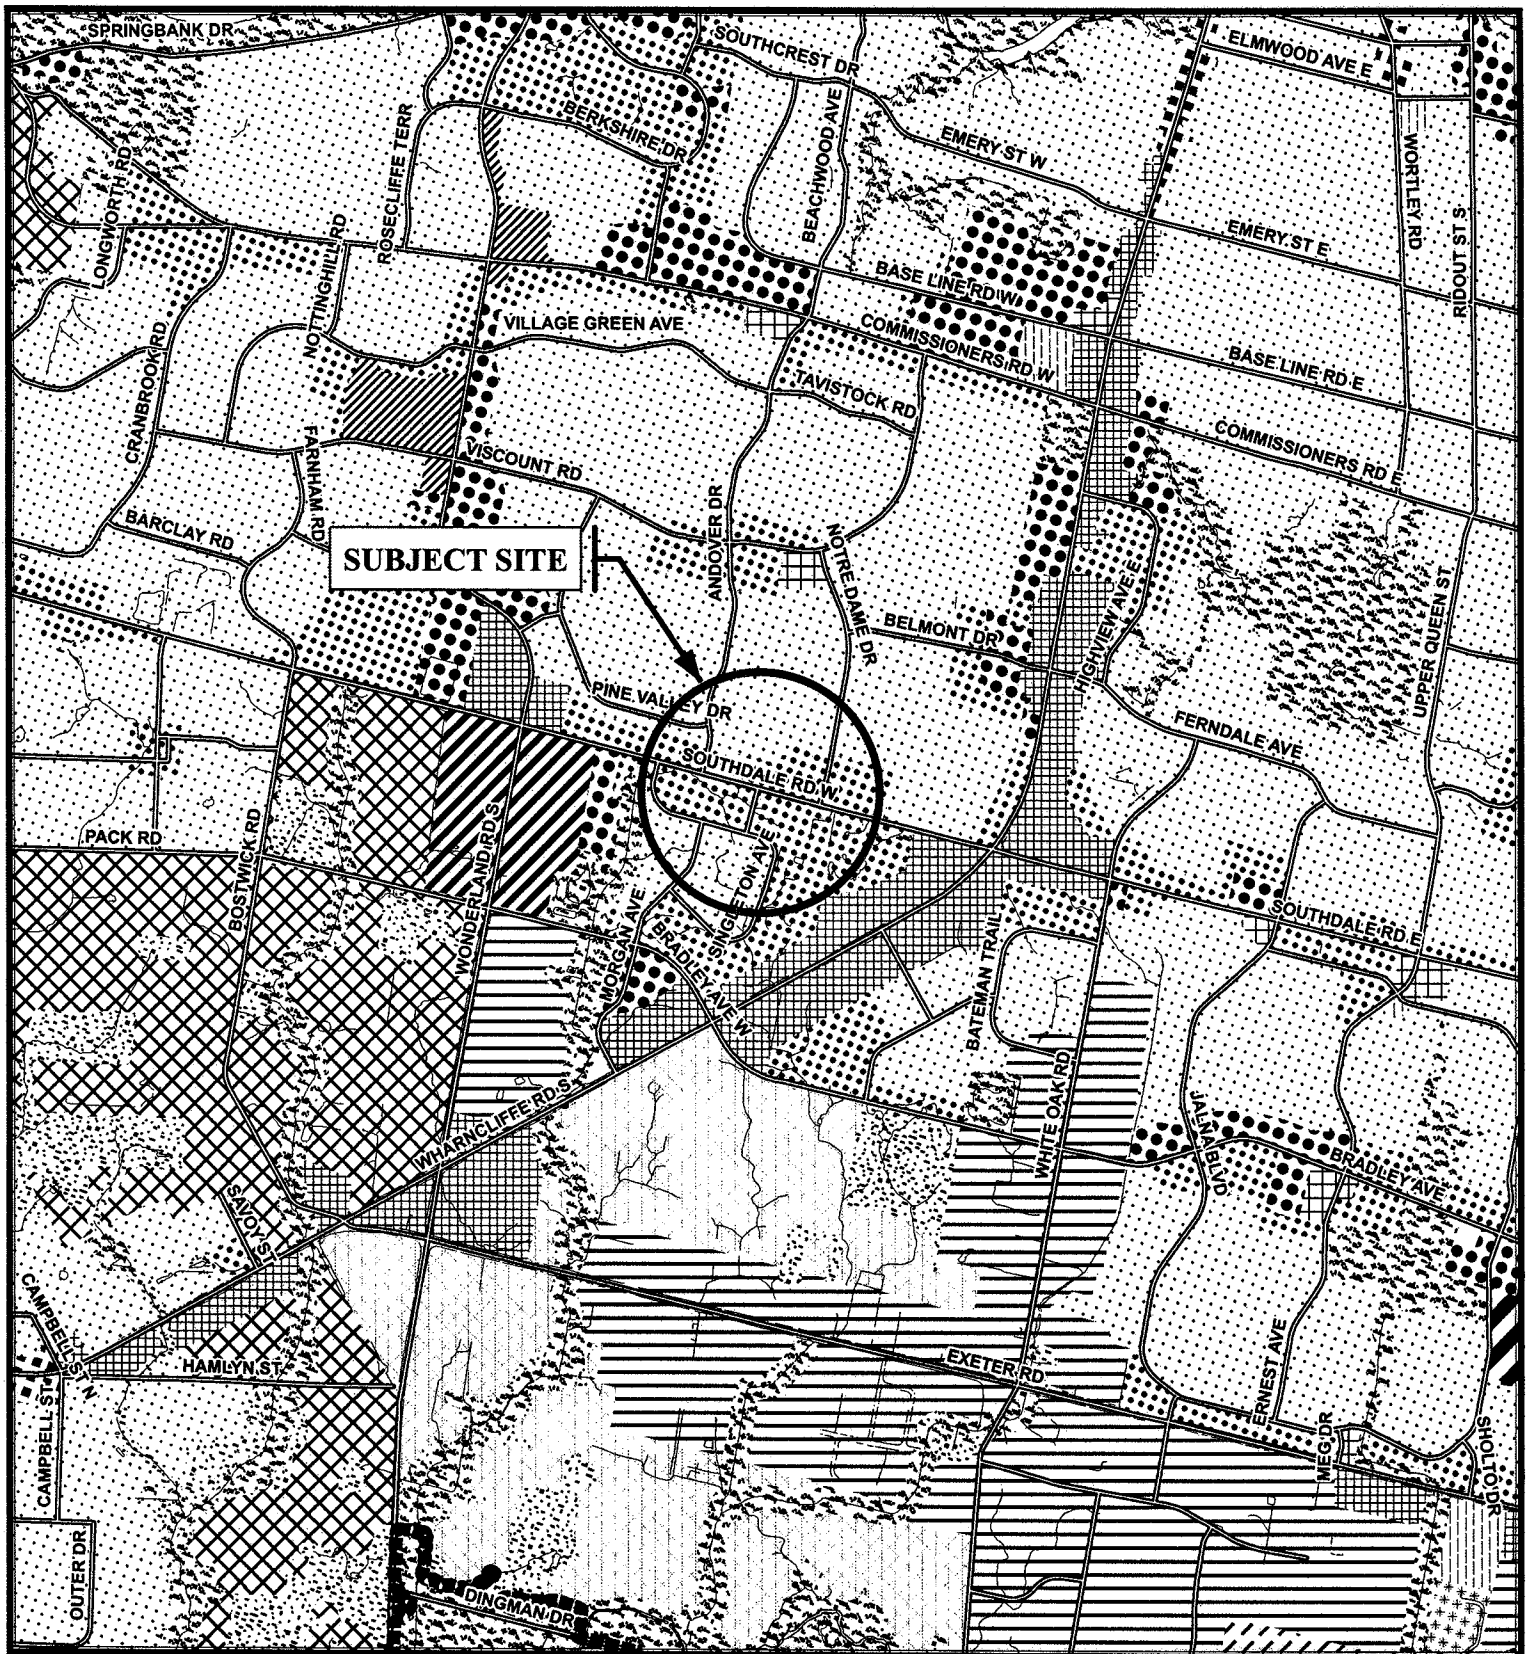 SPRINGBANK DR
SOUTHCREST DR
ELMWOOD AVE E
BERKSHIRE DR
BEACHWOOD AVE
EMERY ST W
WORTLEY RD
ROSECLIFFE TERR
LONGWORTH RD
NOTTINGHILL RD
EMERY ST E
RIDOUT ST S
BASE LINE RD W
VILLAGE GREEN AVE
COMMISSIONERS RD W
BASE LINE RD E
CRANBROOK RD
TAVISTOCK RD
FARNHAM RD
VISCOUNT RD
COMMISSIONERS RD E
BARCLAY RD
ANDOVER DR
NOTRE DAME DR
SUBJECT SITE
HIGHVIEW AVE E
BELMONT DR
UPPER QUEEN ST
PINE VALLEY DR
FERNDALE AVE
SOUTHDALE RD W
PACK RD
BOSTWICK RD
WONDERLAND RD S
SINGLETON AVE
MORGAN AVE
BRADLEY AVE W
BATEMAN TRAIL
SOUTHDALE RD E
WHARNCLIFFE RD S
WHITE OAK RD
JALNA BLVD
BRADLEY AVE
SAVOY ST
CAMPBELL ST N
HAMLYN ST
EXETER RD
ERNEST AVE
CAMPBELL ST
MEG DR
SHOLTO DR
OUTER DR
DINGMAN DR